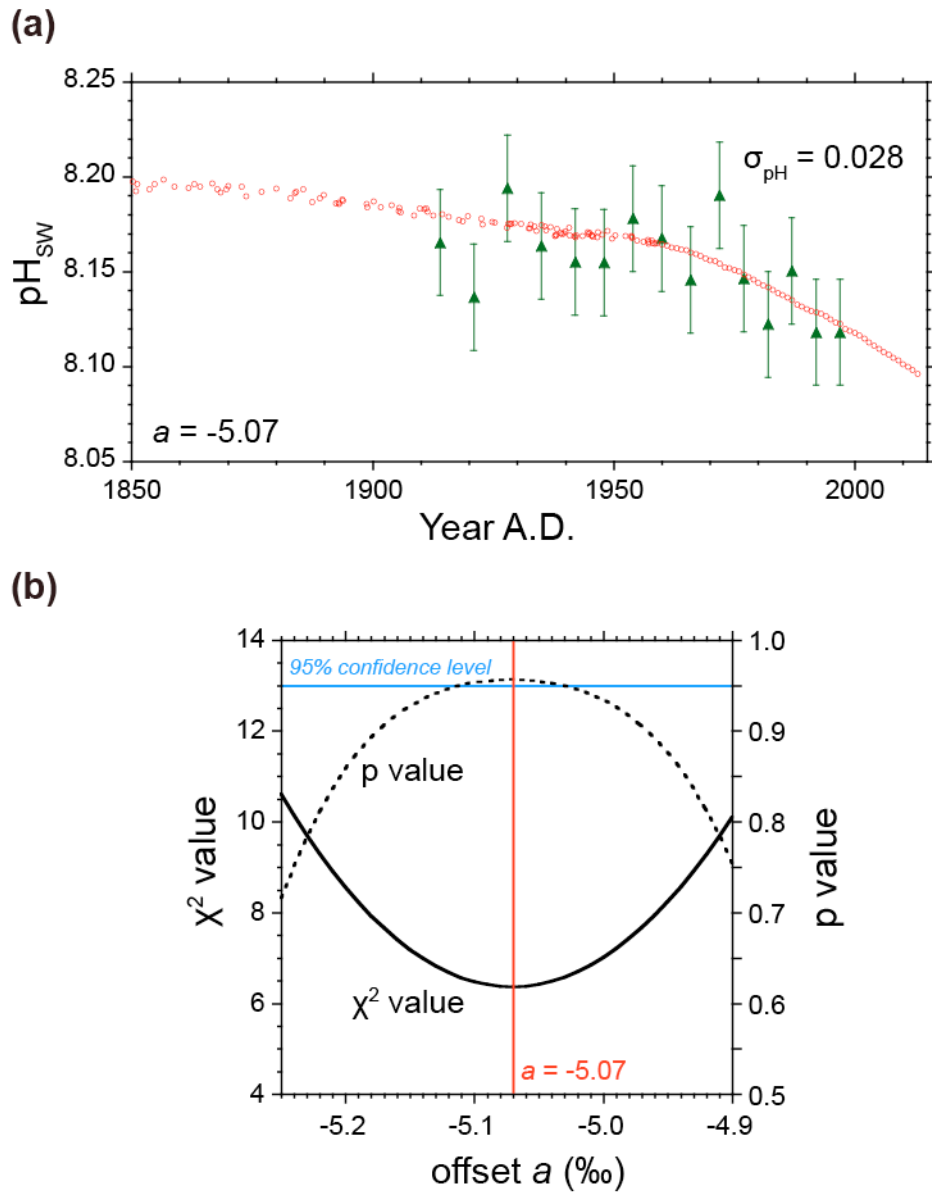 (a)
8.25
8.20
8.15
8.10
8.05
pH_SW
σ_pH = 0.028
a = -5.07
1850
1900
1950
2000
Year A.D.
(b)
14
12
10
8
6
4
χ² value
95% confidence level
p value
χ² value
a = -5.07
1.0
0.9
0.8
0.7
0.6
0.5
p value
-5.2
-5.1
-5.0
-4.9
offset a (‰)